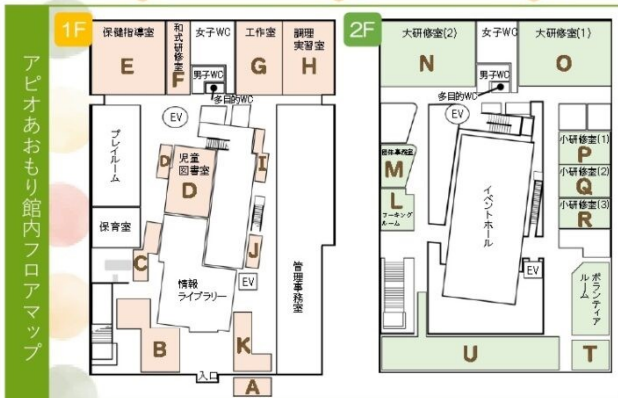 アピオあおもり館内フロアマップ
1F
保健指導室
E
和式研修室
F
女子WC
男子WC
多目的WC
工作室
G
調理
実習室
H
EV
プレイルーム
D
児童
図書室
D
I
保育室
C
J
情報
ライブラリー
EV
管理事務室
B
K
入口
A
2F
大研修室(2)
N
女子WC
男子WC
多目的WC
大研修室(1)
O
EV
M
L
ルーム
イベントホール
小研修室(1)
P
小研修室(2)
Q
小研修室(3)
R
EV
ボランティア
ルーム
U
T